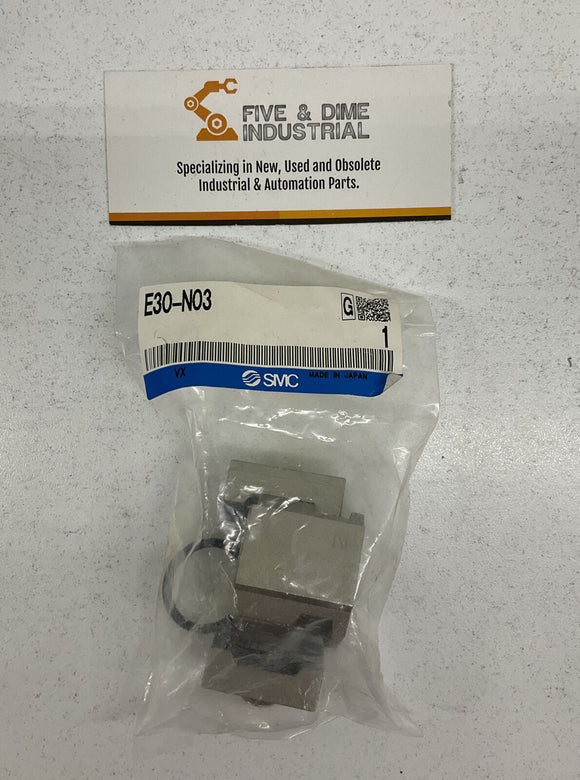 FIVE & DIME
INDUSTRIAL
Specializing in New, Used and Obsolete
Industrial & Automation Parts.
E30-N03
G
1
VX
SMC
MADE IN JAPAN